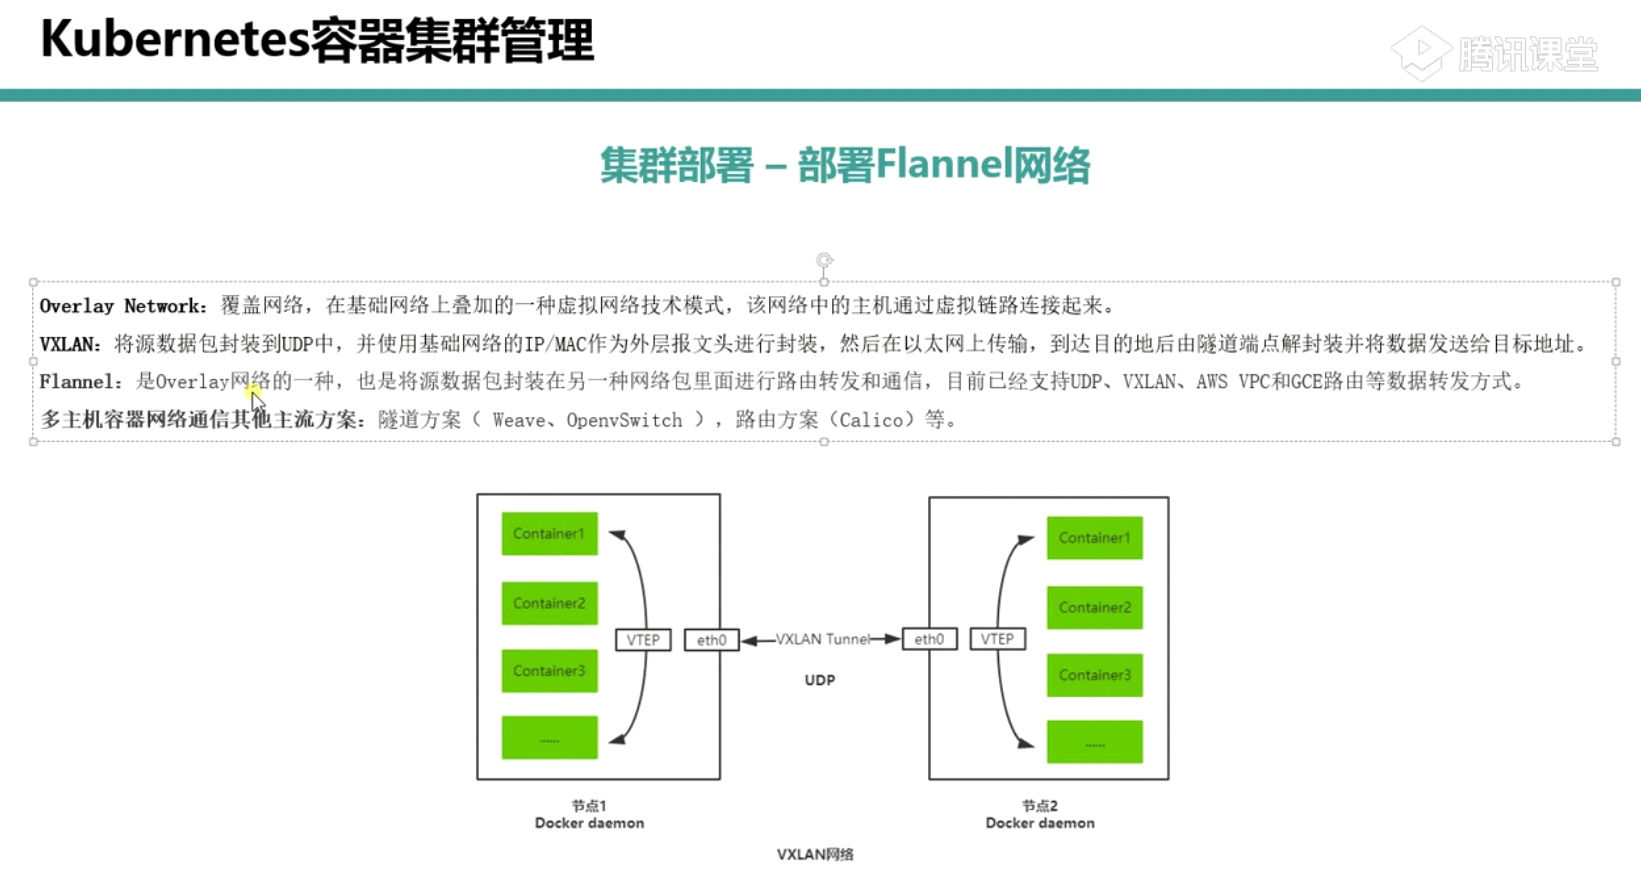 Kubernetes容器集群管理
腾讯课堂
集群部署 – 部署Flannel网络
Overlay Network：覆盖网络，在基础网络上叠加的一种虚拟网络技术模式，该网络中的主机通过虚拟链路连接起来。
VXLAN：将源数据包封装到UDP中，并使用基础网络的IP/MAC作为外层报文头进行封装，然后在以太网上传输，到达目的地后由隧道端点解封装并将数据发送给目标地址。
Flannel：是Overlay网络的一种，也是将源数据包封装在另一种网络包里面进行路由转发和通信，目前已经支持UDP、VXLAN、AWS VPC和GCE路由等数据转发方式。
多主机容器网络通信其他主流方案：隧道方案（ Weave、OpenvSwitch ），路由方案（Calico）等。
Container1
Container2
Container3
......
VTEP
eth0
VXLAN Tunnel
UDP
eth0
VTEP
Container1
Container2
Container3
......
节点1
Docker daemon
节点2
Docker daemon
VXLAN网络